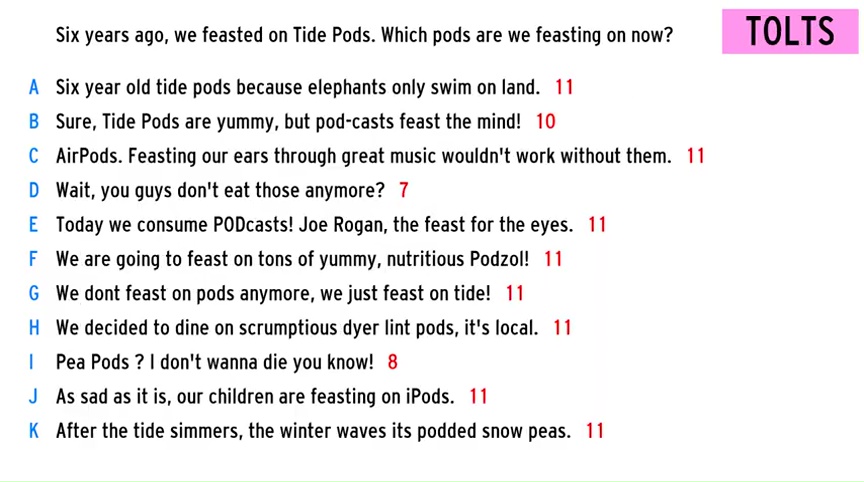 Six years ago, we feasted on Tide Pods. Which pods are we feasting on now?
TOLTS
A Six year old tide pods because elephants only swim on land. 11
B Sure, Tide Pods are yummy, but pod-casts feast the mind! 10
C AirPods. Feasting our ears through great music wouldn't work without them. 11
D Wait, you guys don't eat those anymore? 7
E Today we consume PODcasts! Joe Rogan, the feast for the eyes. 11
F We are going to feast on tons of yummy, nutritious Podzol! 11
G We dont feast on pods anymore, we just feast on tide! 11
H We decided to dine on scrumptious dyer lint pods, it's local. 11
I Pea Pods ? I don't wanna die you know! 8
J As sad as it is, our children are feasting on iPods. 11
K After the tide simmers, the winter waves its podded snow peas. 11